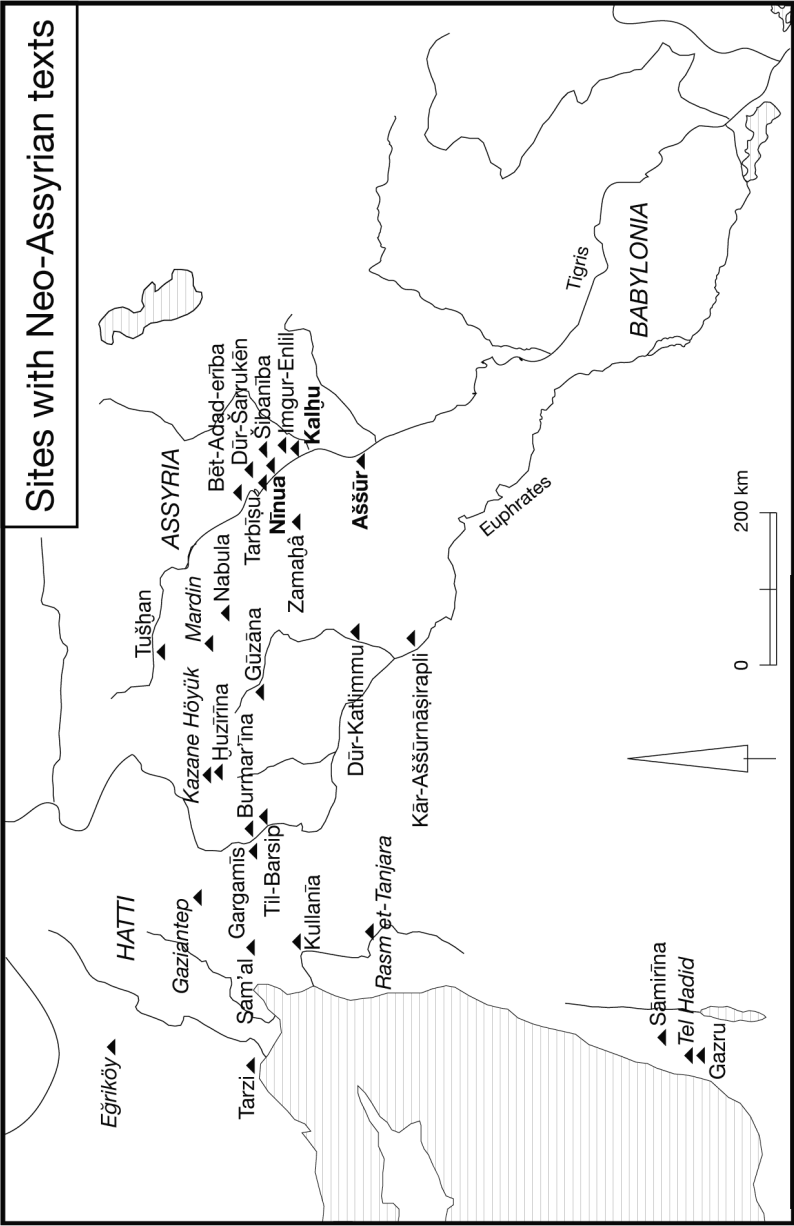 Sites with Neo-Assyrian texts
Eğriköy
HATTI
Tušḫan
ASSYRIA
Gaziantep
Kazane Höyük
Mardin
Ḫuzirīna
Nabula
Bēt-Adad-erība
Dūr-Šarrukēn
Šibanība
Imgur-Enlil
Kalḫu
Tarzi
Sam'al
Gargamīs
Burmar'īna
Gūzāna
Tarbīṣu
Nīnua
Til-Barsip
Zamaḫâ
Kullanīa
Aššūr
Rasm et-Tanjara
Dūr-Katlimmu
Kār-Aššūrnāṣirapli
Euphrates
Tigris
BABYLONIA
Sāmirīna
Tel Hadid
Gazru
0
200 km